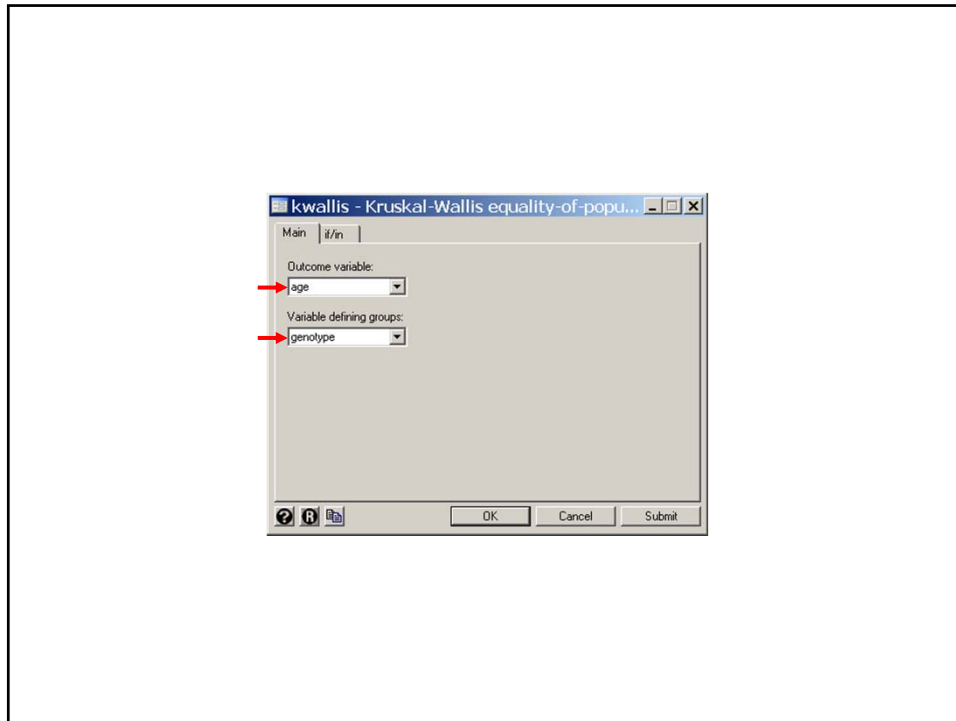 kwallis - Kruskal-Wallis equality-of-popu...
Main if/in
Outcome variable:
age
Variable defining groups:
genotype
? R OK Cancel Submit